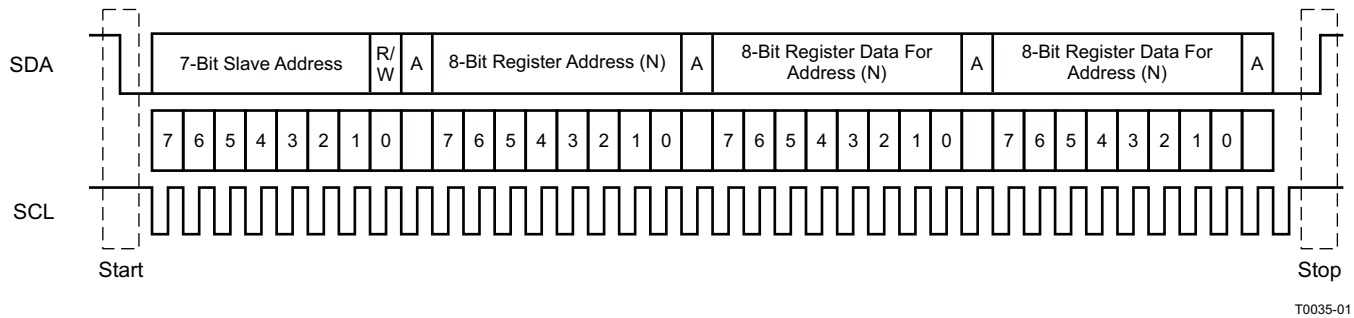 SDA
7-Bit Slave Address
R/
W
A
8-Bit Register Address (N)
A
8-Bit Register Data For
Address (N)
A
8-Bit Register Data For
Address (N)
A
7 6 5 4 3 2 1 0 7 6 5 4 3 2 1 0 7 6 5 4 3 2 1 0 7 6 5 4 3 2 1 0
SCL
Start
Stop
T0035-01